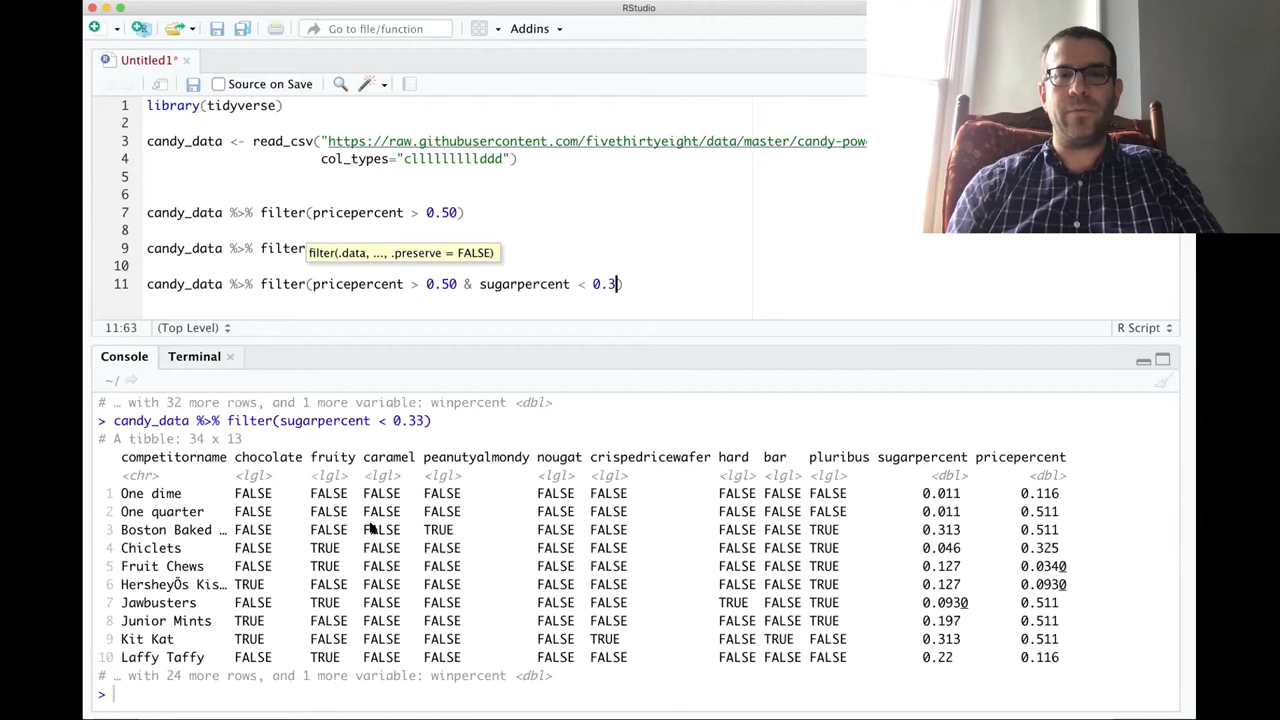 RStudio
Go to file/function
Addins
Untitled1*
Source on Save
1 library(tidyverse)
2
3 candy_data <- read_csv("https://raw.githubusercontent.com/fivethirtyeight/data/master/candy-pow
4 col_types="clllllllllddd")
5
6
7 candy_data %>% filter(pricepercent > 0.50)
8
9 candy_data %>% filter
filter(.data, ..., .preserve = FALSE)
10
11 candy_data %>% filter(pricepercent > 0.50 & sugarpercent < 0.3)
11:63 (Top Level) R Script
Console Terminal
~/
# … with 32 more rows, and 1 more variable: winpercent <dbl>
> candy_data %>% filter(sugarpercent < 0.33)
# A tibble: 34 x 13
competitorname chocolate fruity caramel peanutyalmondy nougat crispedricewafer hard bar pluribus sugarpercent pricepercent
<chr> <lgl> <lgl> <lgl> <lgl> <lgl> <lgl> <lgl> <lgl> <lgl> <dbl> <dbl>
1 One dime FALSE FALSE FALSE FALSE FALSE FALSE FALSE FALSE FALSE 0.011 0.116
2 One quarter FALSE FALSE FALSE FALSE FALSE FALSE FALSE FALSE FALSE 0.011 0.511
3 Boston Baked … FALSE FALSE FALSE TRUE FALSE FALSE FALSE FALSE TRUE 0.313 0.511
4 Chiclets FALSE TRUE FALSE FALSE FALSE FALSE FALSE FALSE TRUE 0.046 0.325
5 Fruit Chews FALSE TRUE FALSE FALSE FALSE FALSE FALSE FALSE TRUE 0.127 0.0340
6 HersheyÕs Kis… TRUE FALSE FALSE FALSE FALSE FALSE FALSE FALSE TRUE 0.127 0.0930
7 Jawbusters FALSE TRUE FALSE FALSE FALSE FALSE TRUE FALSE TRUE 0.0930 0.511
8 Junior Mints TRUE FALSE FALSE FALSE FALSE FALSE FALSE FALSE TRUE 0.197 0.511
9 Kit Kat TRUE FALSE FALSE FALSE FALSE TRUE FALSE TRUE FALSE 0.313 0.511
10 Laffy Taffy FALSE TRUE FALSE FALSE FALSE FALSE FALSE FALSE FALSE 0.22 0.116
# … with 24 more rows, and 1 more variable: winpercent <dbl>
>